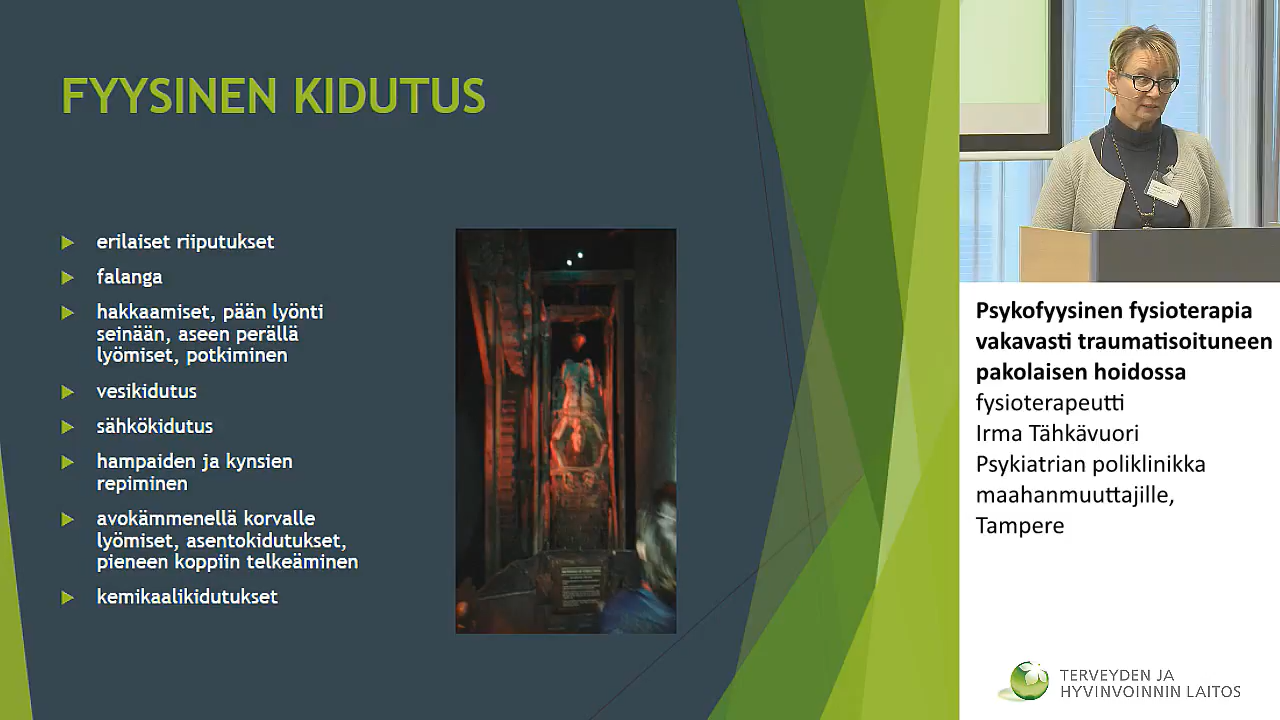 FYYSINEN KIDUTUS
erilaiset riiputukset
falanga
hakkaamiset, pään lyönti
seinään, aseen perällä
lyömiset, potkiminen
vesikidutus
sähkökidutus
hampaiden ja kynsien
repiminen
avokämmenellä korvalle
lyömiset, asentokidutukset,
pieneen koppiin telkeäminen
kemikaalikidutukset
Psykofyysinen fysioterapia
vakavasti traumatisoituneen
pakolaisen hoidossa
fysioterapeutti
Irma Tähkävuori
Psykiatrian poliklinikka
maahanmuuttajille,
Tampere
TERVEYDEN JA
HYVINVOINNIN LAITOS